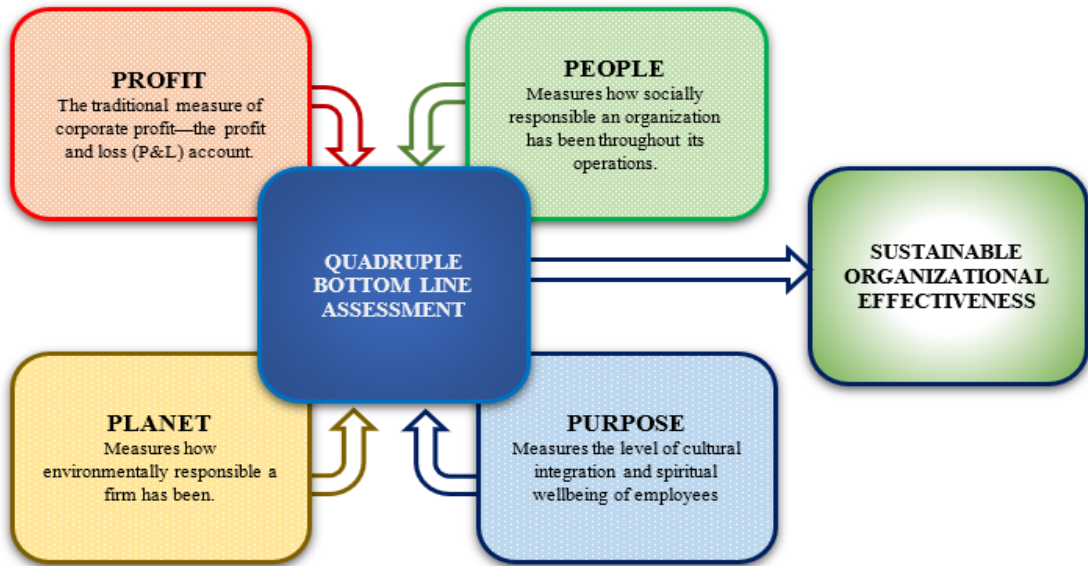 PROFIT
The traditional measure of
corporate profit—the profit
and loss (P&L) account.
PEOPLE
Measures how socially
responsible an organization
has been throughout its
operations.
QUADRUPLE
BOTTOM LINE
ASSESSMENT
SUSTAINABLE
ORGANIZATIONAL
EFFECTIVENESS
PLANET
Measures how
environmentally responsible a
firm has been.
PURPOSE
Measures the level of cultural
integration and spiritual
wellbeing of employees